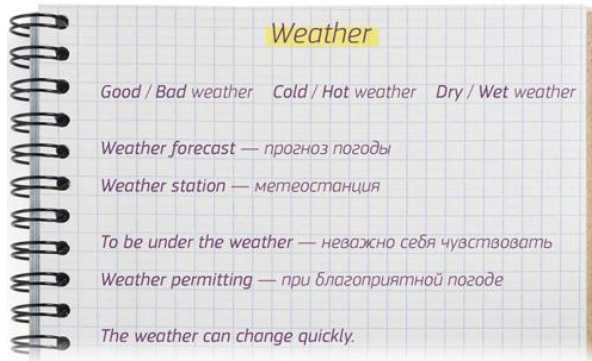 Weather
Good / Bad weather Cold / Hot weather Dry / Wet weather
Weather forecast — прогноз погоды
Weather station — метеостанция
To be under the weather — неважно себя чувствовать
Weather permitting — при благоприятной погоде
The weather can change quickly.